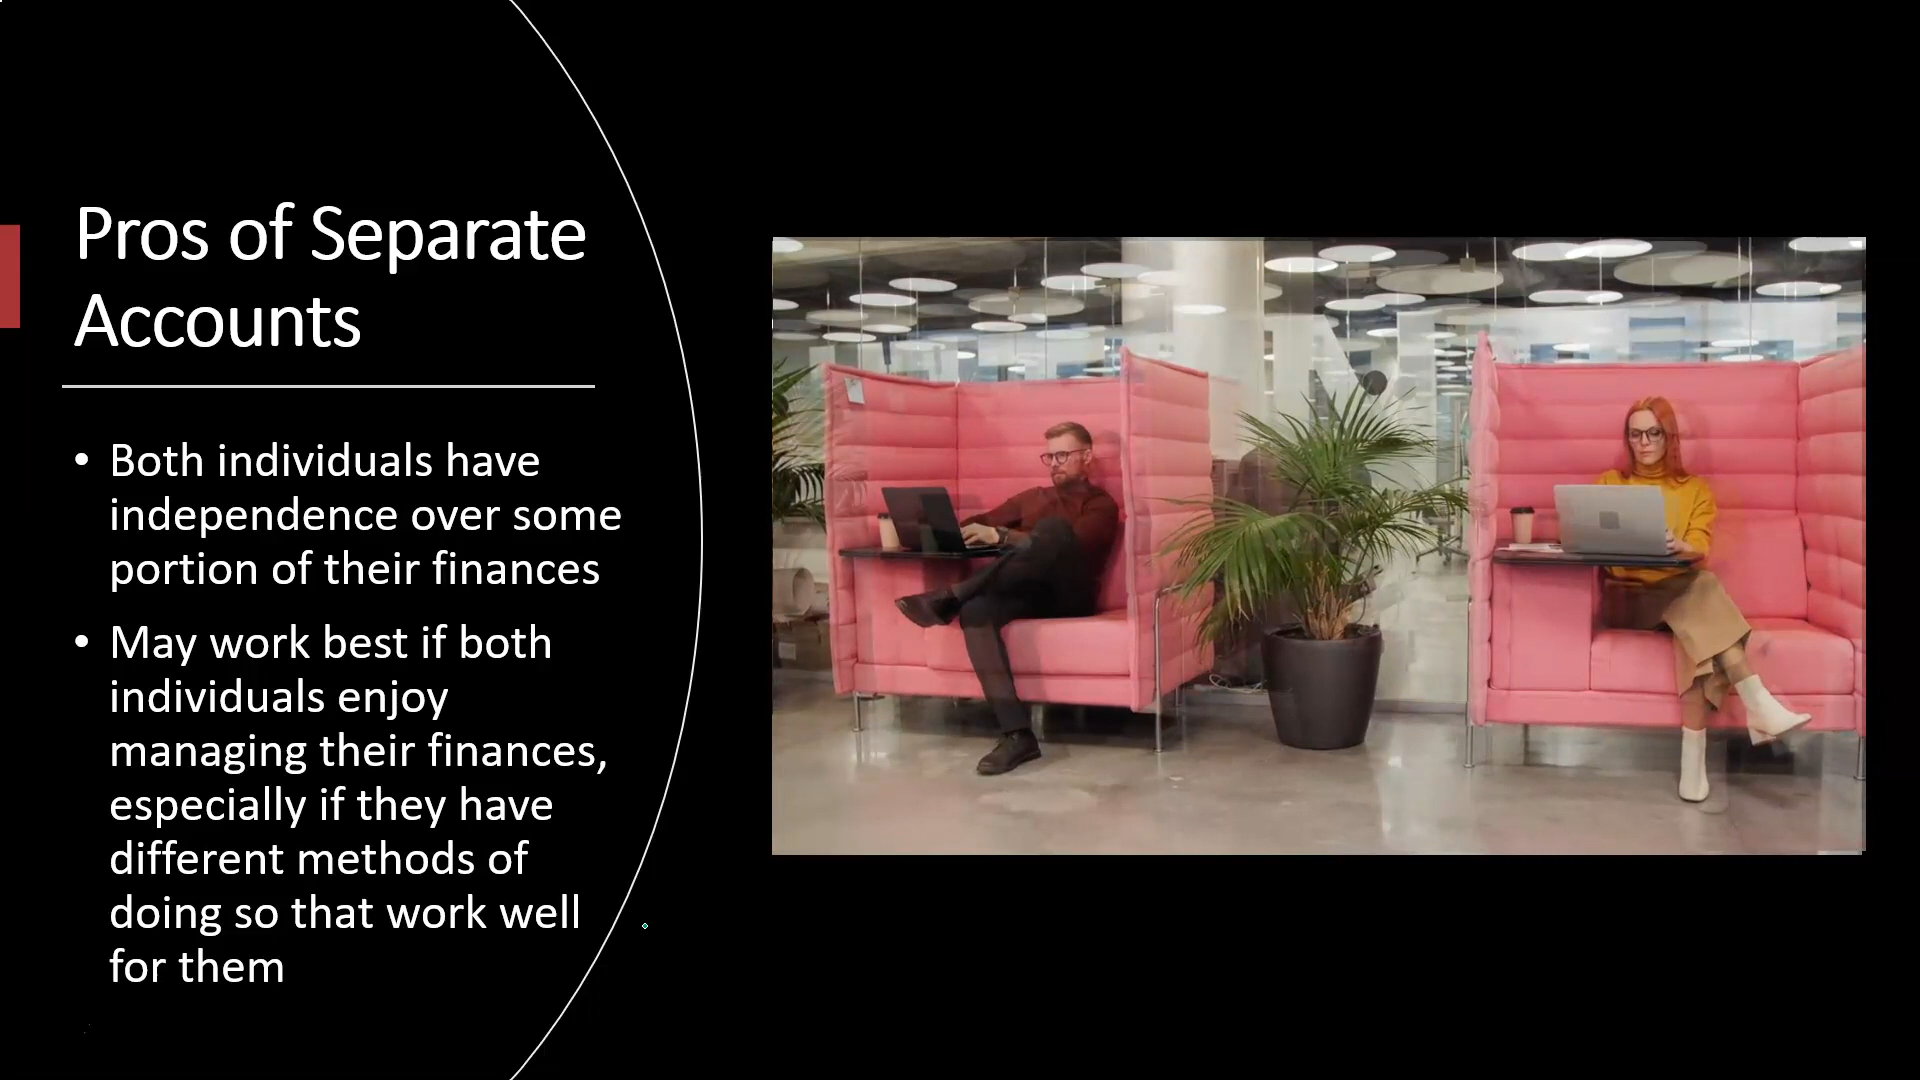 Pros of Separate
Accounts
• Both individuals have
independence over some
portion of their finances
• May work best if both
individuals enjoy
managing their finances,
especially if they have
different methods of
doing so that work well
for them